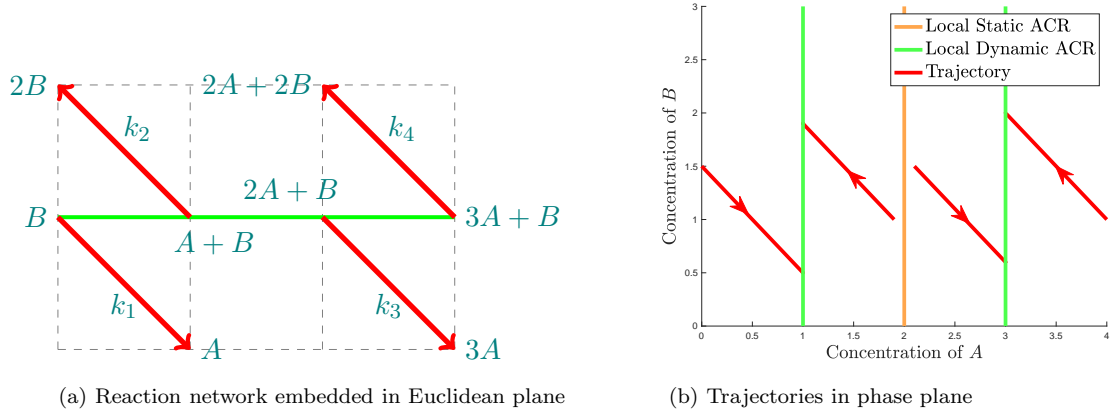 2B
2A + 2B
k₂
k₄
2A + B
B
3A + B
A + B
k₁
k₃
A
3A
(a) Reaction network embedded in Euclidean plane
Local Static ACR
Local Dynamic ACR
Trajectory
Concentration of B
3
2.5
2
1.5
1
0.5
0
0
0.5
1
1.5
2
2.5
3
3.5
4
Concentration of A
(b) Trajectories in phase plane